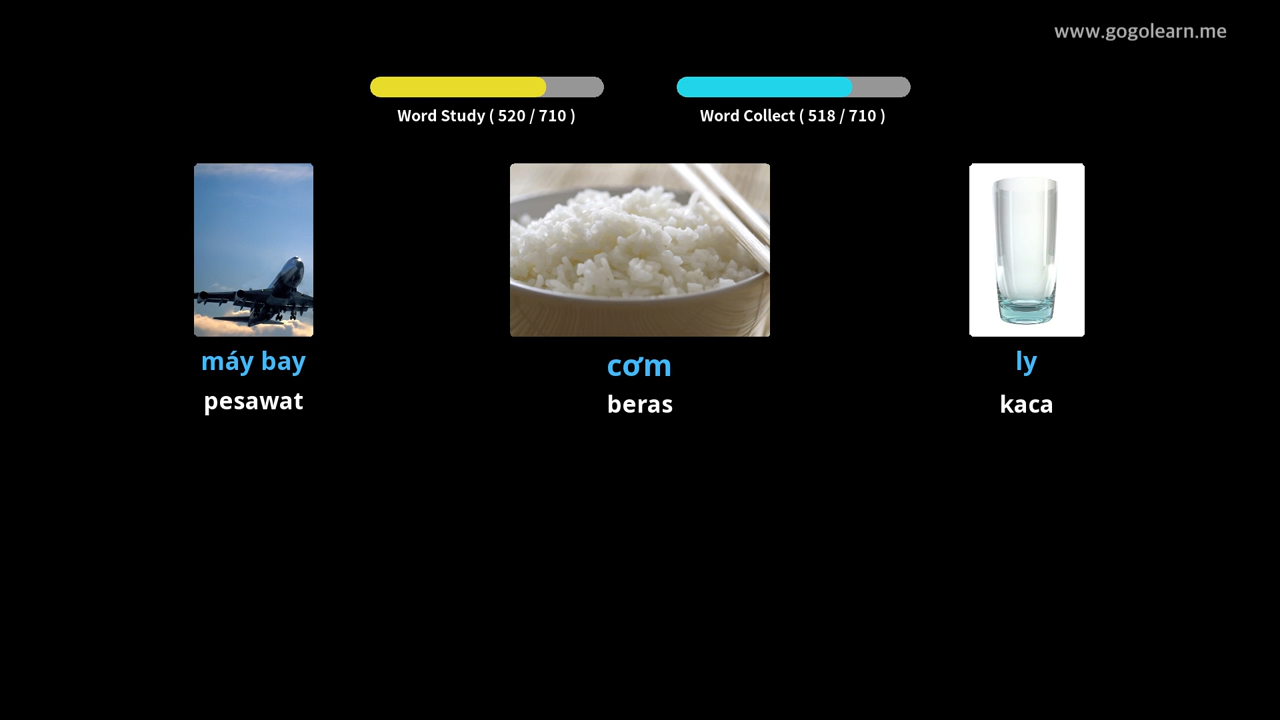 www.gogolearn.me
Word Study ( 520 / 710 )
Word Collect ( 518 / 710 )
máy bay
pesawat
cơm
beras
ly
kaca